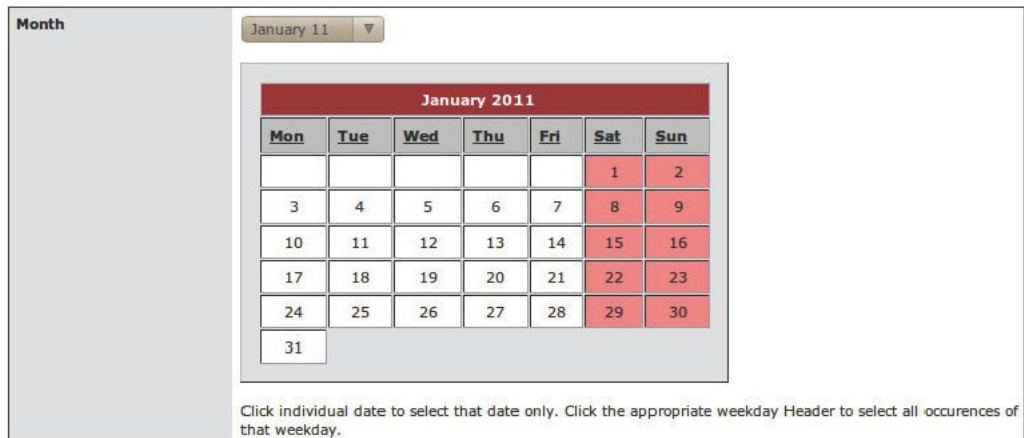 Month
January 11
January 2011
Mon Tue Wed Thu Fri Sat Sun
1 2
3 4 5 6 7 8 9
10 11 12 13 14 15 16
17 18 19 20 21 22 23
24 25 26 27 28 29 30
31
Click individual date to select that date only. Click the appropriate weekday Header to select all occurences of
that weekday.